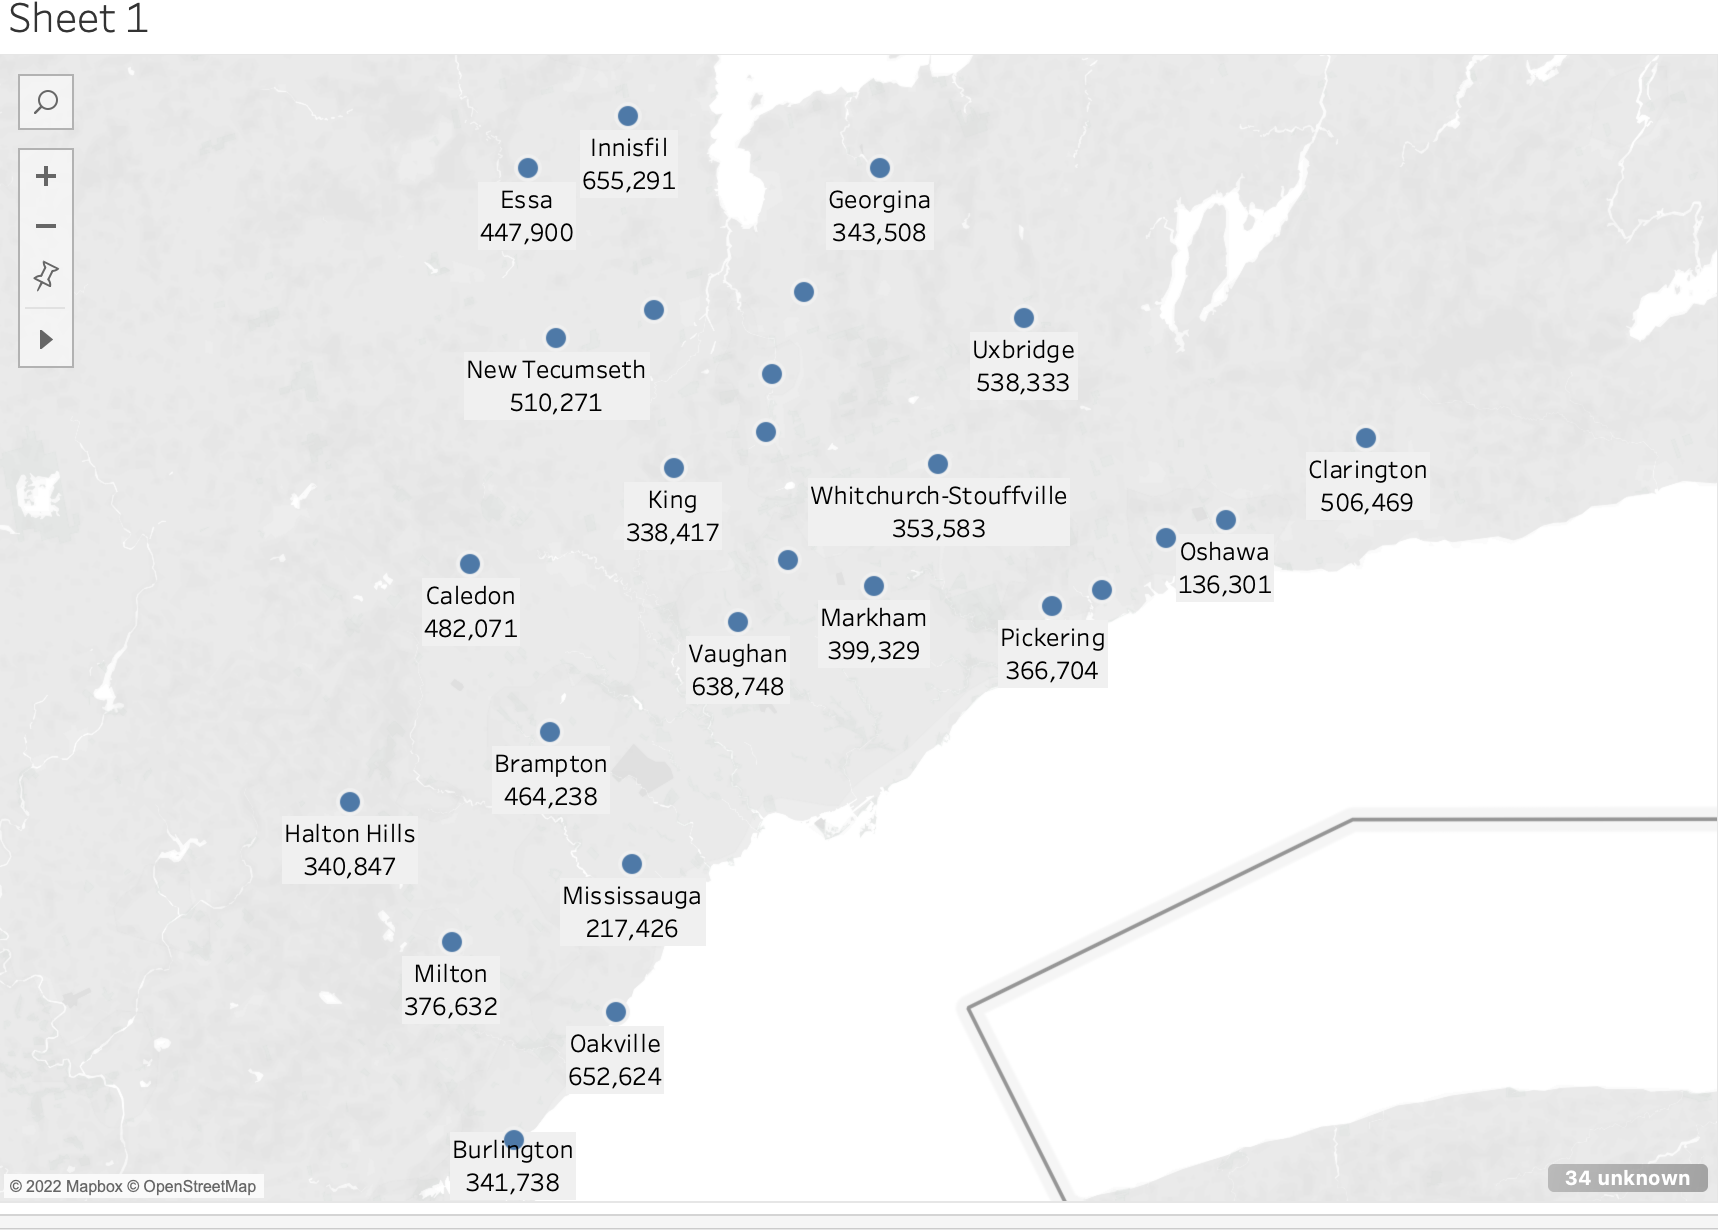 Sheet 1
Innisfil
655,291
Essa
447,900
Georgina
343,508
New Tecumseth
510,271
Uxbridge
538,333
Clarington
506,469
King
338,417
Whitchurch-Stouffville
353,583
Oshawa
136,301
Caledon
482,071
Markham
399,329
Pickering
366,704
Vaughan
638,748
Brampton
464,238
Halton Hills
340,847
Mississauga
217,426
Milton
376,632
Oakville
652,624
Burlington
341,738
© 2022 Mapbox © OpenStreetMap
34 unknown